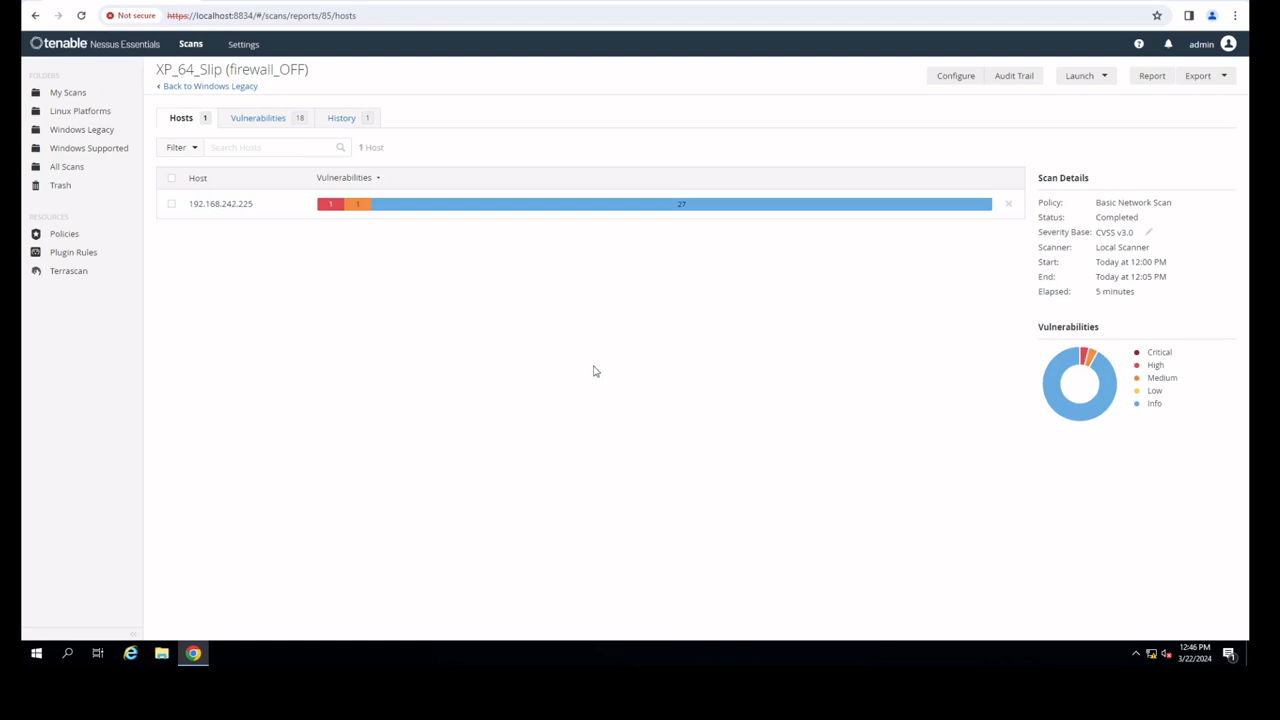 Not secure https://localhost:8834/#/scans/reports/85/hosts
tenable Nessus Essentials Scans Settings admin
FOLDERS
My Scans
Linux Platforms
Windows Legacy
Windows Supported
All Scans
Trash
RESOURCES
Policies
Plugin Rules
Terrascan
XP_64_Slip (firewall_OFF)
Back to Windows Legacy
Configure Audit Trail Launch Report Export
Hosts 1 Vulnerabilities 18 History 1
Filter Search Hosts 1 Host
Host Vulnerabilities
192.168.242.225 1 1 27
Scan Details
Policy: Basic Network Scan
Status: Completed
Severity Base: CVSS v3.0
Scanner: Local Scanner
Start: Today at 12:00 PM
End: Today at 12:05 PM
Elapsed: 5 minutes
Vulnerabilities
Critical
High
Medium
Low
Info
12:46 PM
3/22/2024
1